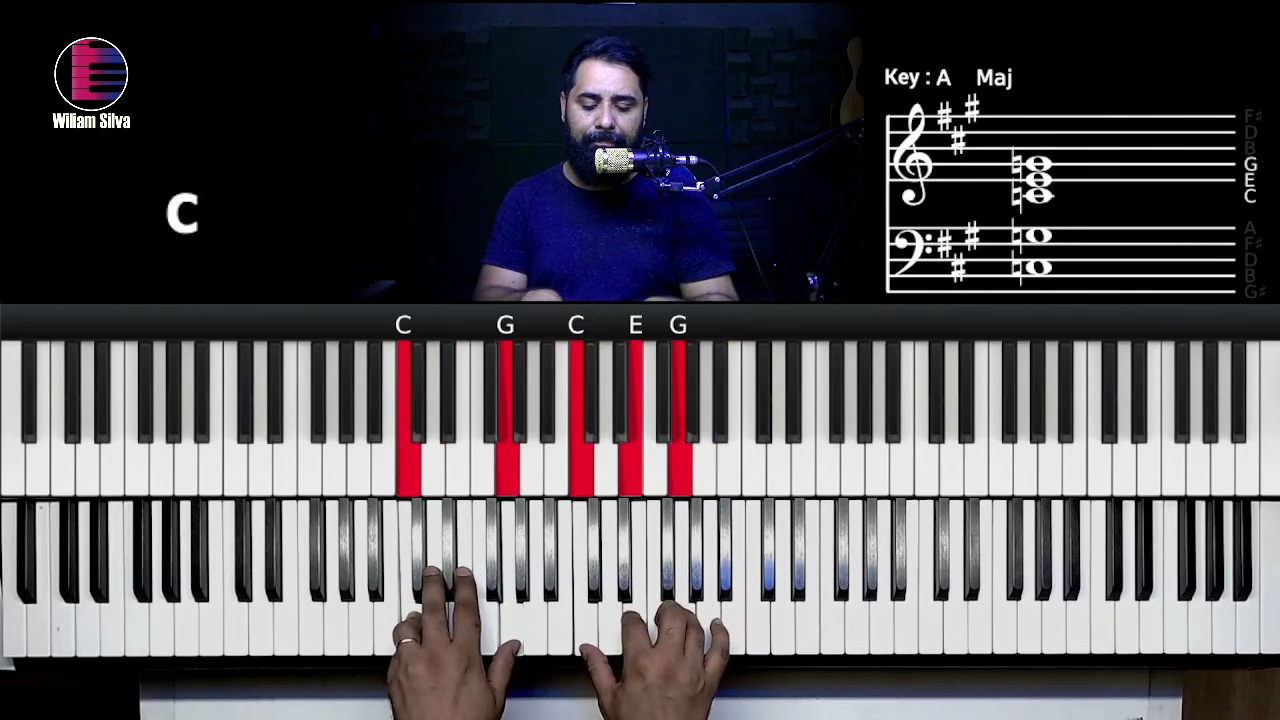 Wiliam Silva
C
Key : A Maj
F♯
D
B
G
E
C
A
F♯
D
B
G♯
C G C E G